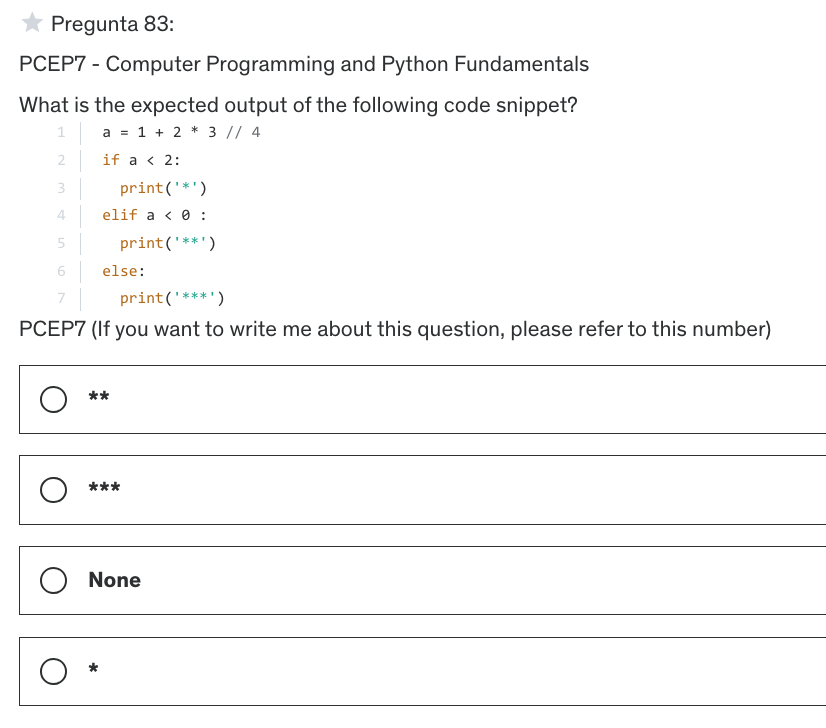 Pregunta 83:
PCEP7 - Computer Programming and Python Fundamentals
What is the expected output of the following code snippet?
1 a = 1 + 2 * 3 // 4
2 if a < 2:
3   print('*')
4 elif a < 0 :
5   print('**')
6 else:
7   print('***')
PCEP7 (If you want to write me about this question, please refer to this number)
**
***
None
*